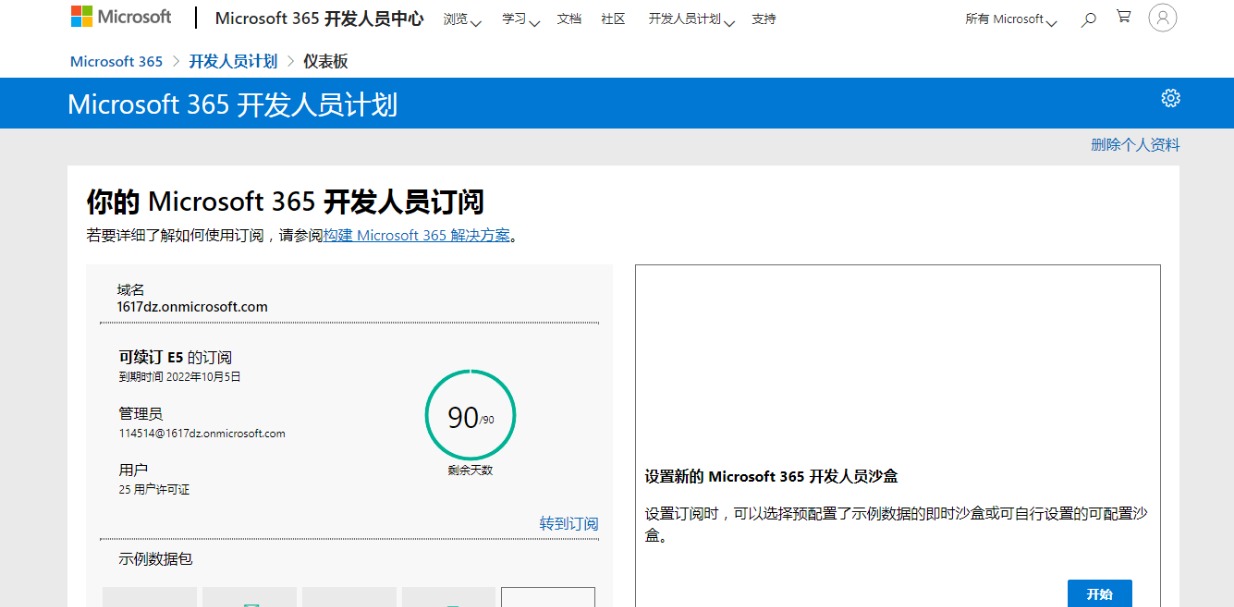 Microsoft Microsoft 365 开发人员中心 浏览 学习 文档 社区 开发人员计划 支持 所有 Microsoft
Microsoft 365 > 开发人员计划 > 仪表板
Microsoft 365 开发人员计划
删除个人资料
你的 Microsoft 365 开发人员订阅
若要详细了解如何使用订阅，请参阅构建 Microsoft 365 解决方案。
域名
1617dz.onmicrosoft.com
可续订 E5 的订阅
到期时间 2022年10月5日
管理员
114514@1617dz.onmicrosoft.com
用户
25 用户许可证
90/90
剩余天数
转到订阅
示例数据包
设置新的 Microsoft 365 开发人员沙盒
设置订阅时，可以选择预配置了示例数据的即时沙盒或可自行设置的可配置沙
盒。
开始